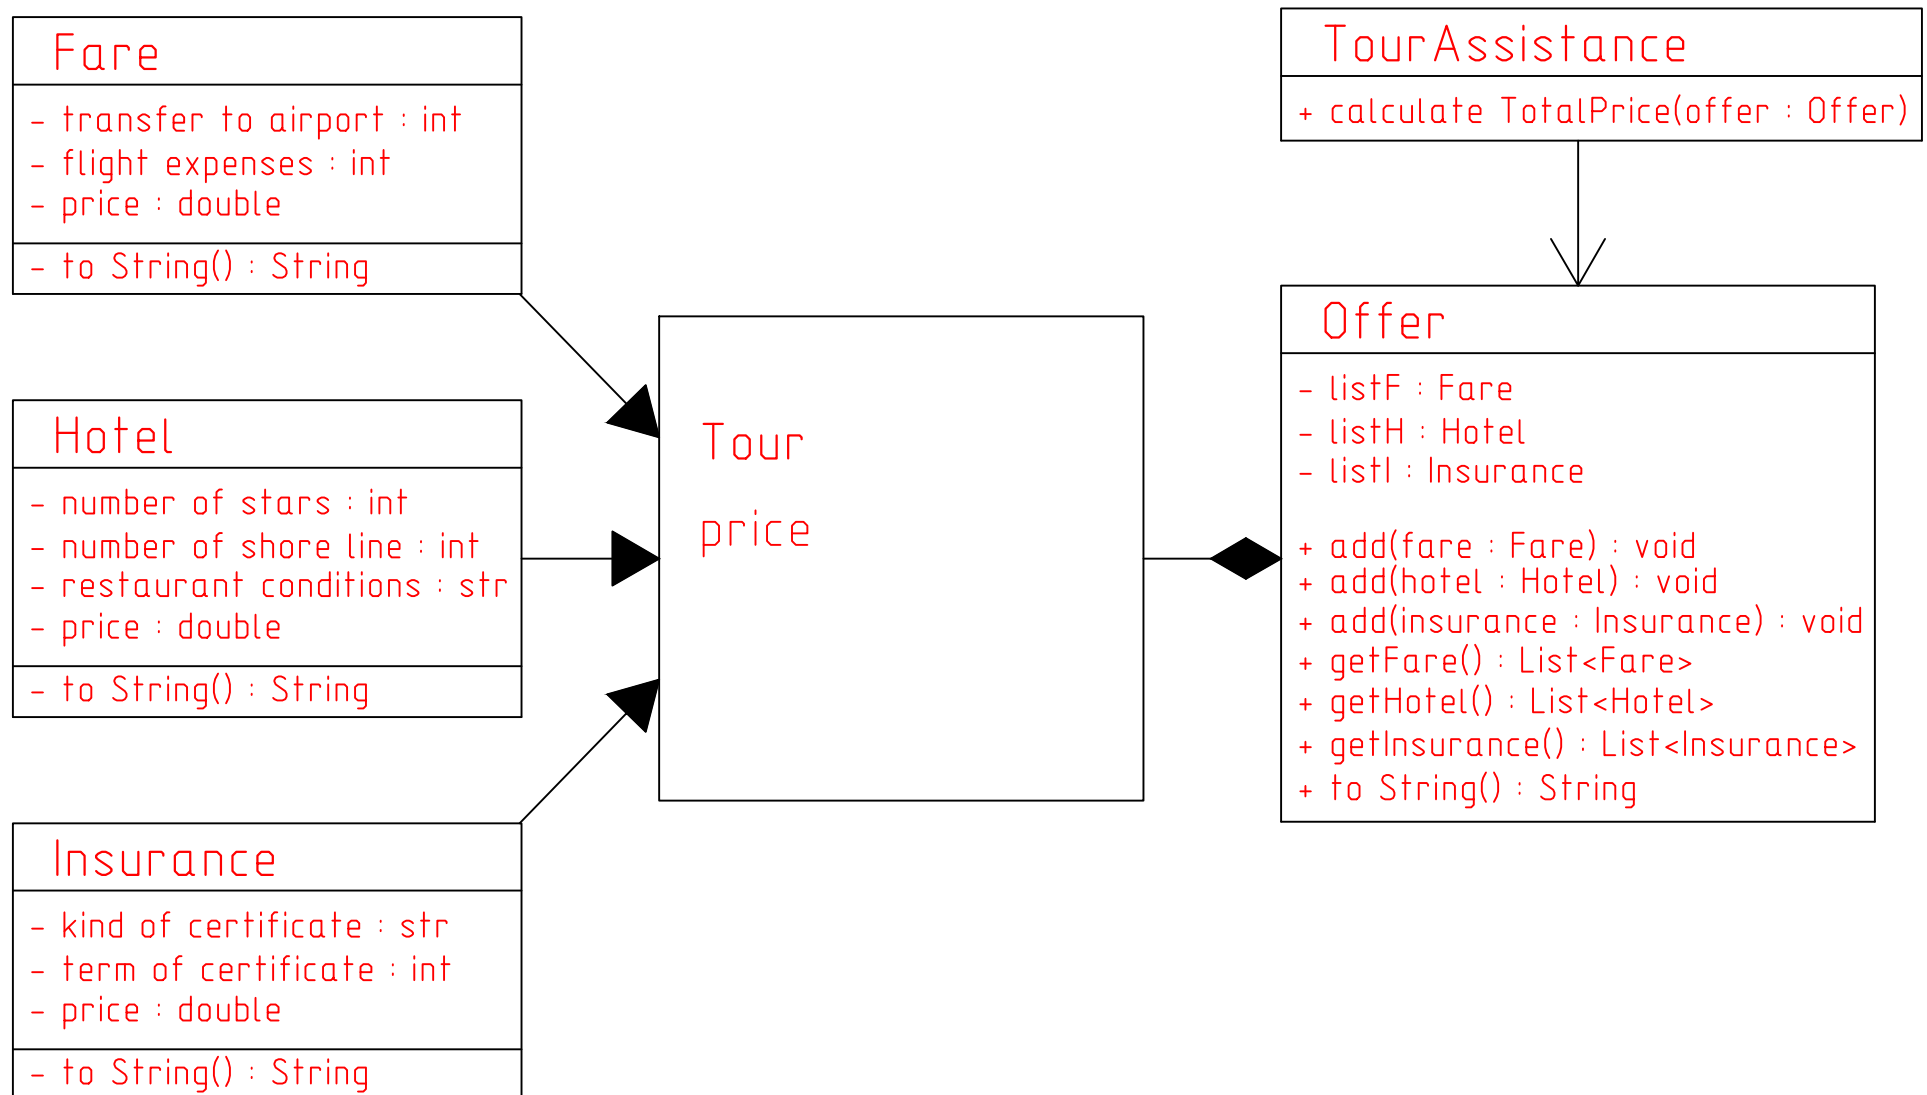 Fare
- transfer to airport : int
- flight expenses : int
- price : double
- to String() : String
Hotel
- number of stars : int
- number of shore line : int
- restaurant conditions : str
- price : double
- to String() : String
Insurance
- kind of certificate : str
- term of certificate : int
- price : double
- to String() : String
Tour
price
TourAssistance
+ calculate TotalPrice(offer : Offer)
Offer
- listF : Fare
- listH : Hotel
- listI : Insurance
+ add(fare : Fare) : void
+ add(hotel : Hotel) : void
+ add(insurance : Insurance) : void
+ getFare() : List<Fare>
+ getHotel() : List<Hotel>
+ getInsurance() : List<Insurance>
+ to String() : String